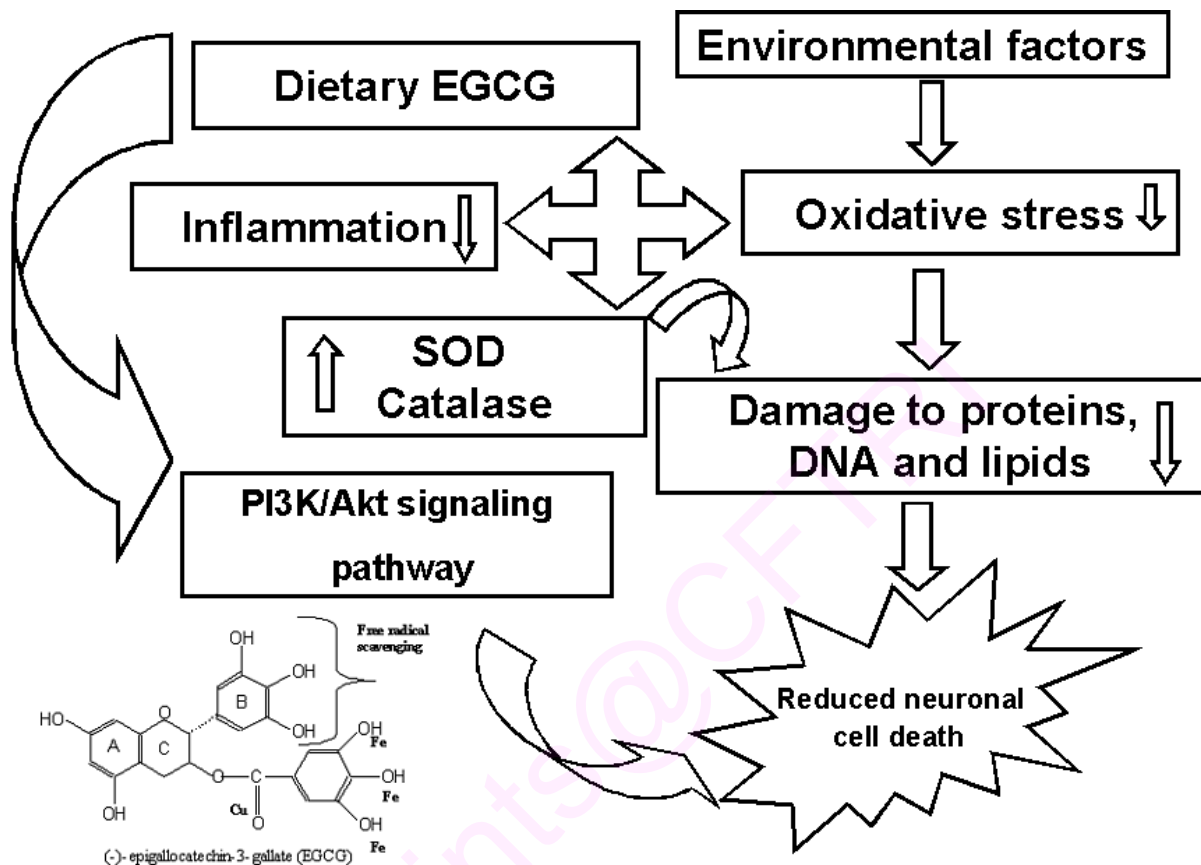 Environmental factors
Dietary EGCG
Inflammation
Oxidative stress
SOD
Catalase
Damage to proteins,
DNA and lipids
PI3K/Akt signaling
pathway
Free radical
scavenging
OH
OH
B
OH
HO
O
A
C
OH
O
C
O
Cu
OH
Fe
OH
Fe
OH
Fe
(-)- epigallocatechin-3- gallate (EGCG)
Reduced neuronal
cell death
ints@CFTRI